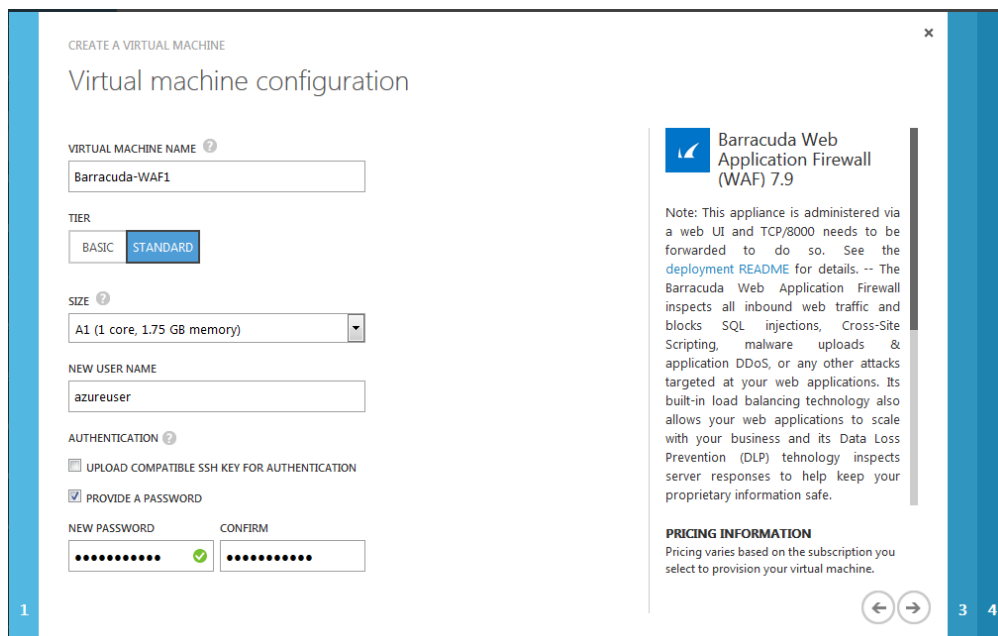 CREATE A VIRTUAL MACHINE
Virtual machine configuration
VIRTUAL MACHINE NAME ?
Barracuda-WAF1
TIER
BASIC STANDARD
SIZE ?
A1 (1 core, 1.75 GB memory)
NEW USER NAME
azureuser
AUTHENTICATION ?
UPLOAD COMPATIBLE SSH KEY FOR AUTHENTICATION
PROVIDE A PASSWORD
NEW PASSWORD CONFIRM
●●●●●●●●●●● ●●●●●●●●●●●
Barracuda Web
Application Firewall
(WAF) 7.9
Note: This appliance is administered via
a web UI and TCP/8000 needs to be
forwarded to do so. See the
deployment README for details. -- The
Barracuda Web Application Firewall
inspects all inbound web traffic and
blocks SQL injections, Cross-Site
Scripting, malware uploads &
application DDoS, or any other attacks
targeted at your web applications. Its
built-in load balancing technology also
allows your web applications to scale
with your business and its Data Loss
Prevention (DLP) tehnology inspects
server responses to help keep your
proprietary information safe.
PRICING INFORMATION
Pricing varies based on the subscription you
select to provision your virtual machine.
1 3 4